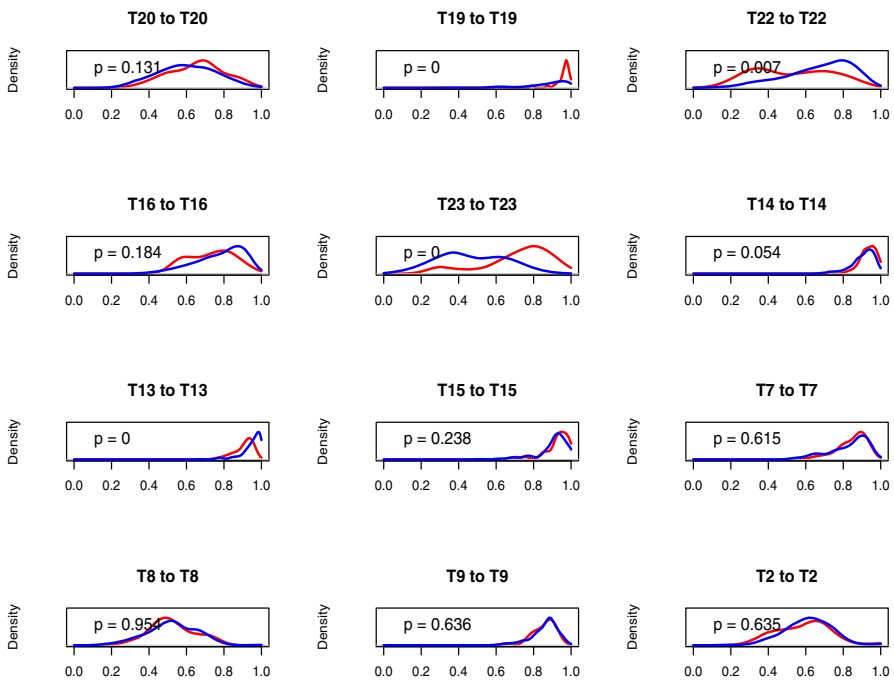 T20 to T20 T19 to T19 T22 to T22
Density Density Density
p = 0.131 p = 0 p = 0.007
0.0 0.2 0.4 0.6 0.8 1.0 0.0 0.2 0.4 0.6 0.8 1.0 0.0 0.2 0.4 0.6 0.8 1.0
T16 to T16 T23 to T23 T14 to T14
Density Density Density
p = 0.184 p = 0 p = 0.054
0.0 0.2 0.4 0.6 0.8 1.0 0.0 0.2 0.4 0.6 0.8 1.0 0.0 0.2 0.4 0.6 0.8 1.0
T13 to T13 T15 to T15 T7 to T7
Density Density Density
p = 0 p = 0.238 p = 0.615
0.0 0.2 0.4 0.6 0.8 1.0 0.0 0.2 0.4 0.6 0.8 1.0 0.0 0.2 0.4 0.6 0.8 1.0
T8 to T8 T9 to T9 T2 to T2
Density Density Density
p = 0.954 p = 0.636 p = 0.635
0.0 0.2 0.4 0.6 0.8 1.0 0.0 0.2 0.4 0.6 0.8 1.0 0.0 0.2 0.4 0.6 0.8 1.0